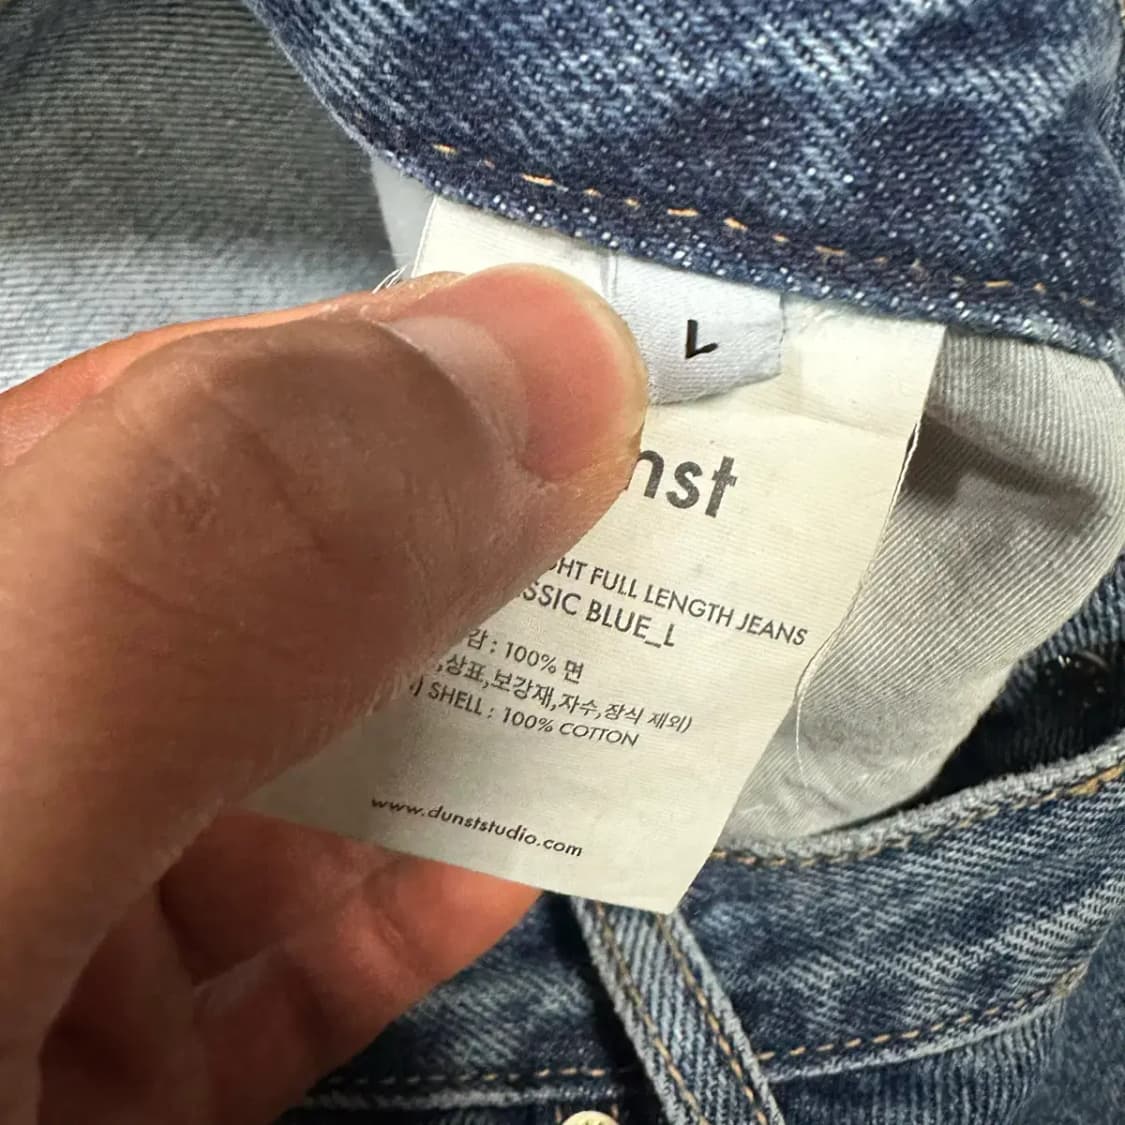 L
nst
GHT FULL LENGTH JEANS
SSIC BLUE_L
감 : 100% 면
,상표,보강재,자수,장식 제외)
) SHELL : 100% COTTON
www.dunststudio.com